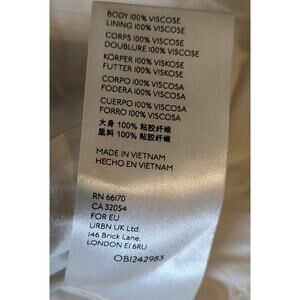 BODY 100% VISCOSE
LINING 100% VISCOSE
CORPS 100% VISCOSE
DOUBLURE 100% VISCOSE
KÖRPER 100% VISKOSE
FUTTER 100% VISKOSE
CORPO 100% VISCOSA
FODERA 100% VISCOSA
CUERPO 100% VISCOSA
FORRO 100% VISCOSA
大身 100% 粘胶纤维
里料 100% 粘胶纤维
MADE IN VIETNAM
HECHO EN VIETNAM
RN 66170
CA 32054
FOR EU
URBN UK Ltd.
146 Brick Lane,
LONDON E1 6RU
OB1242983